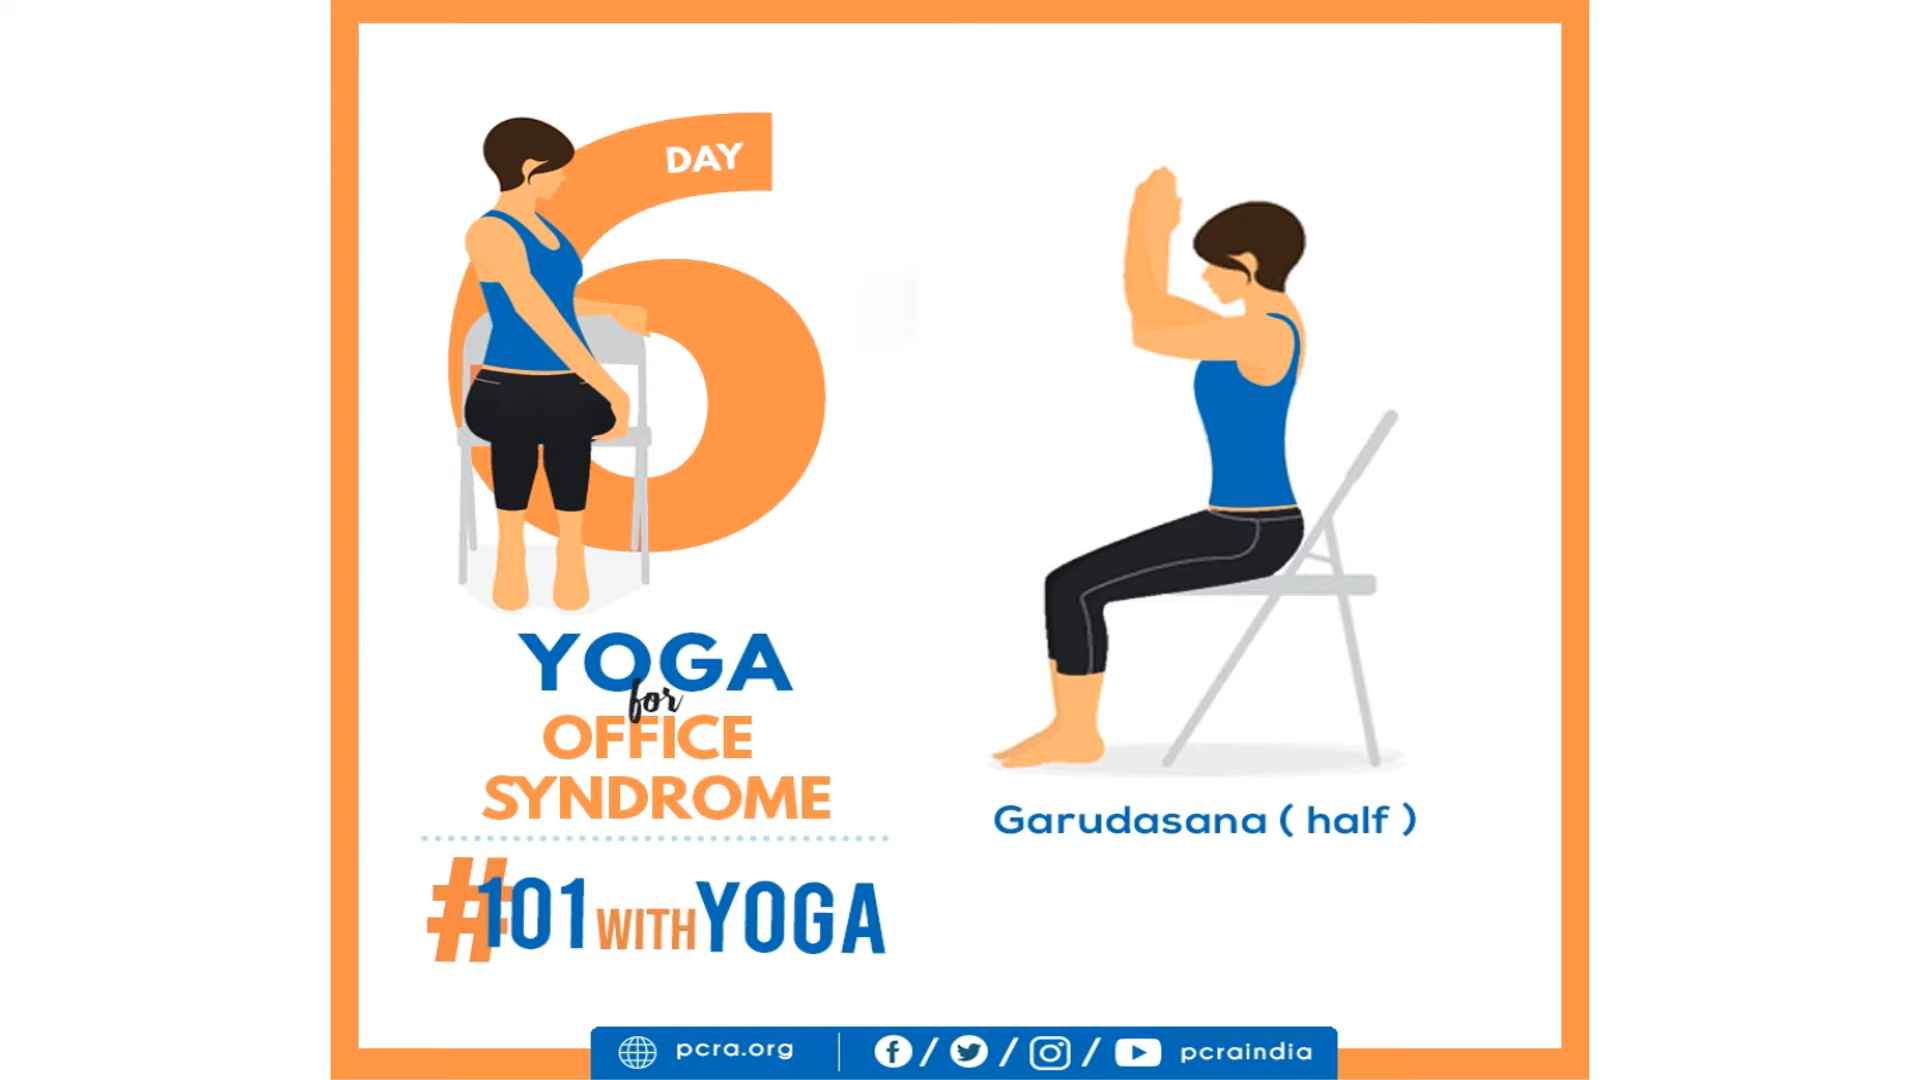 6
DAY
YOGA
for
OFFICE
SYNDROME
#101 WITH YOGA
Garudasana ( half )
pcra.org
pcraindia